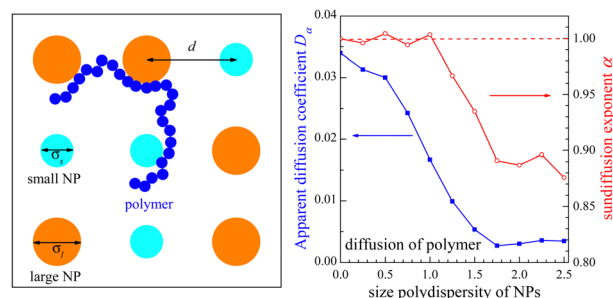 d
σs
small NP
polymer
σl
large NP
Apparent diffusion coefficient Dα
0.04
0.03
0.02
0.01
0.00
diffusion of polymer
0.0 0.5 1.0 1.5 2.0 2.5
size polydispersity of NPs
1.00
0.95
0.90
0.85
0.80
sundiffusion exponent α